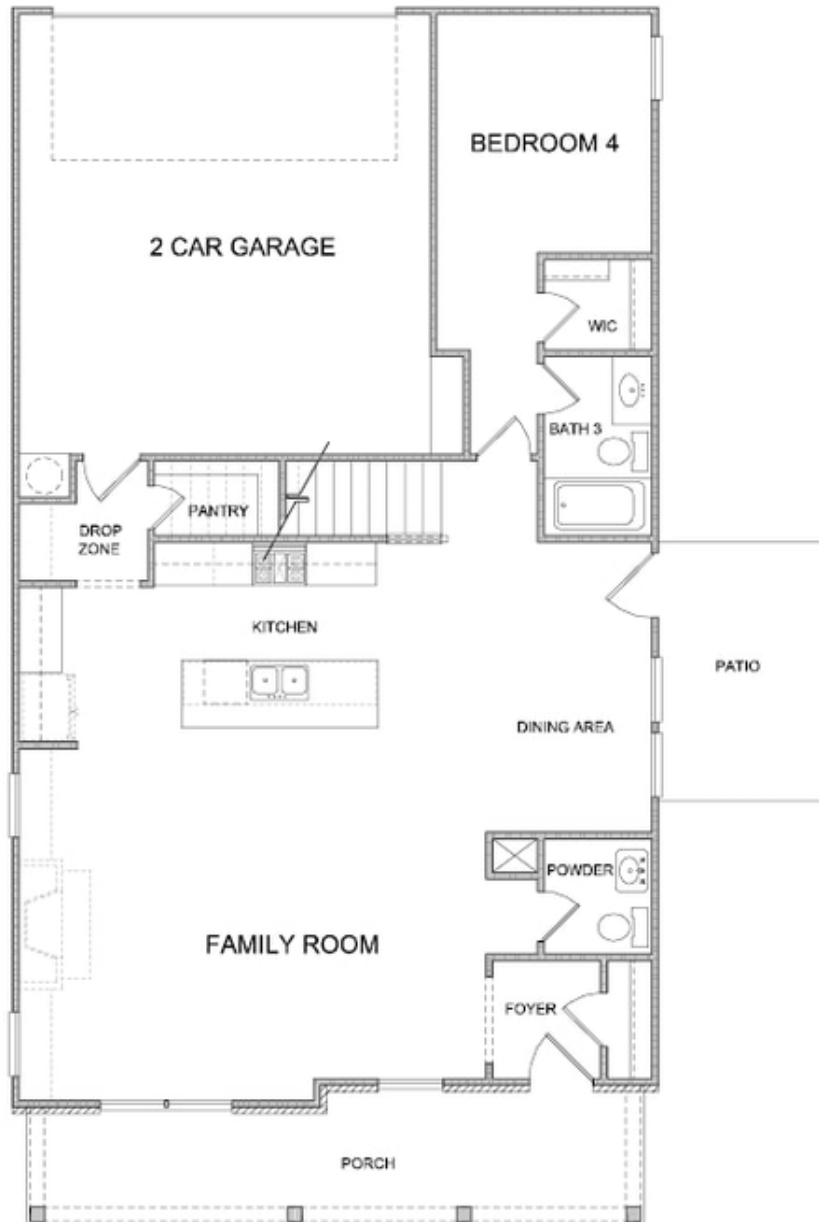 BEDROOM 4
2 CAR GARAGE
WIC
BATH 3
PANTRY
DROP
ZONE
KITCHEN
PATIO
DINING AREA
POWDER
FAMILY ROOM
FOYER
PORCH